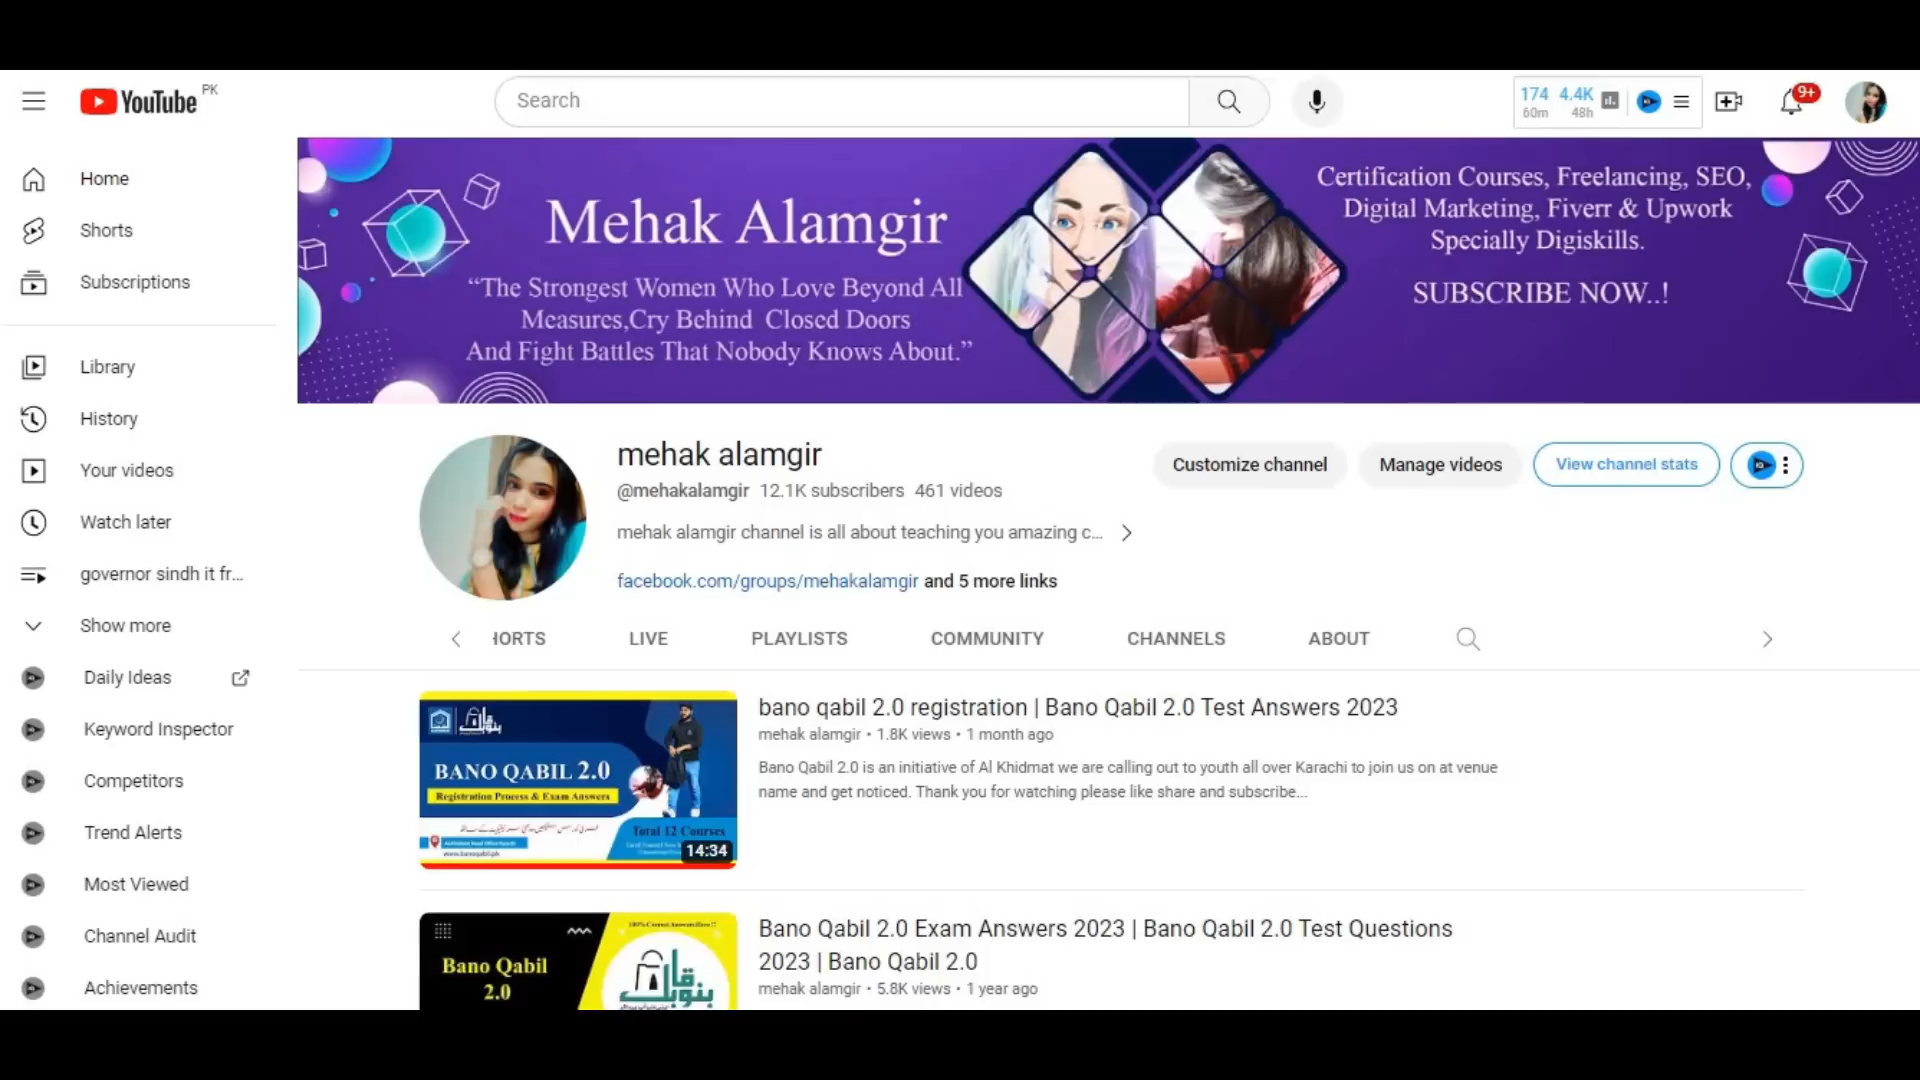 YouTube PK
Search
174 4.4K
60m 48h
9+
Home
Shorts
Subscriptions
Library
History
Your videos
Watch later
governor sindh it fr...
Show more
Daily Ideas
Keyword Inspector
Competitors
Trend Alerts
Most Viewed
Channel Audit
Achievements
Mehak Alamgir
“The Strongest Women Who Love Beyond All
Measures,Cry Behind Closed Doors
And Fight Battles That Nobody Knows About.”
Certification Courses, Freelancing, SEO,
Digital Marketing, Fiverr & Upwork
Specially Digiskills.
SUBSCRIBE NOW..!
mehak alamgir
@mehakalamgir 12.1K subscribers 461 videos
mehak alamgir channel is all about teaching you amazing c...
facebook.com/groups/mehakalamgir and 5 more links
Customize channel
Manage videos
View channel stats
HORTS LIVE PLAYLISTS COMMUNITY CHANNELS ABOUT
BANO QABIL 2.0
Registration Process & Exam Answers
Total 12 Courses
www.banoqabil.pk
14:34
bano qabil 2.0 registration | Bano Qabil 2.0 Test Answers 2023
mehak alamgir • 1.8K views • 1 month ago
Bano Qabil 2.0 is an initiative of Al Khidmat we are calling out to youth all over Karachi to join us on at venue
name and get noticed. Thank you for watching please like share and subscribe...
100% Correct Answers Here !!
Bano Qabil
2.0
بنو قابل
Bano Qabil 2.0 Exam Answers 2023 | Bano Qabil 2.0 Test Questions
2023 | Bano Qabil 2.0
mehak alamgir • 5.8K views • 1 year ago